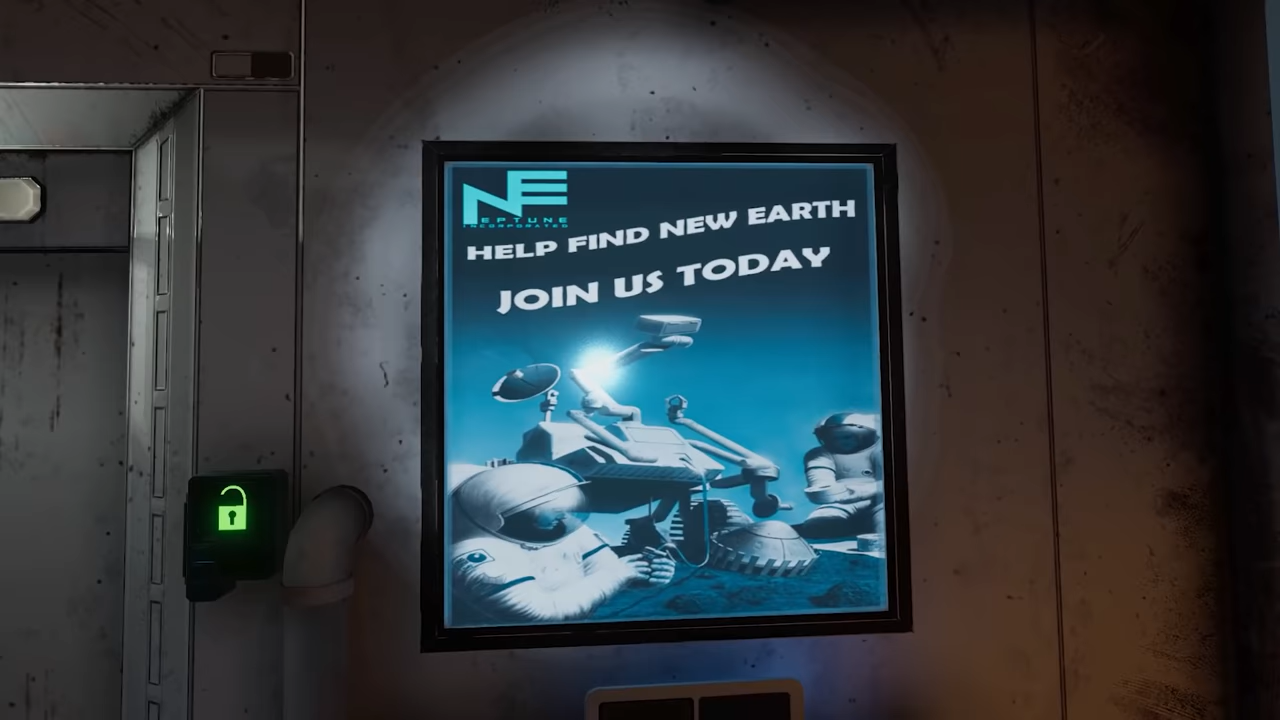 NE
NEPTUNE
INCORPORATED
HELP FIND NEW EARTH
JOIN US TODAY